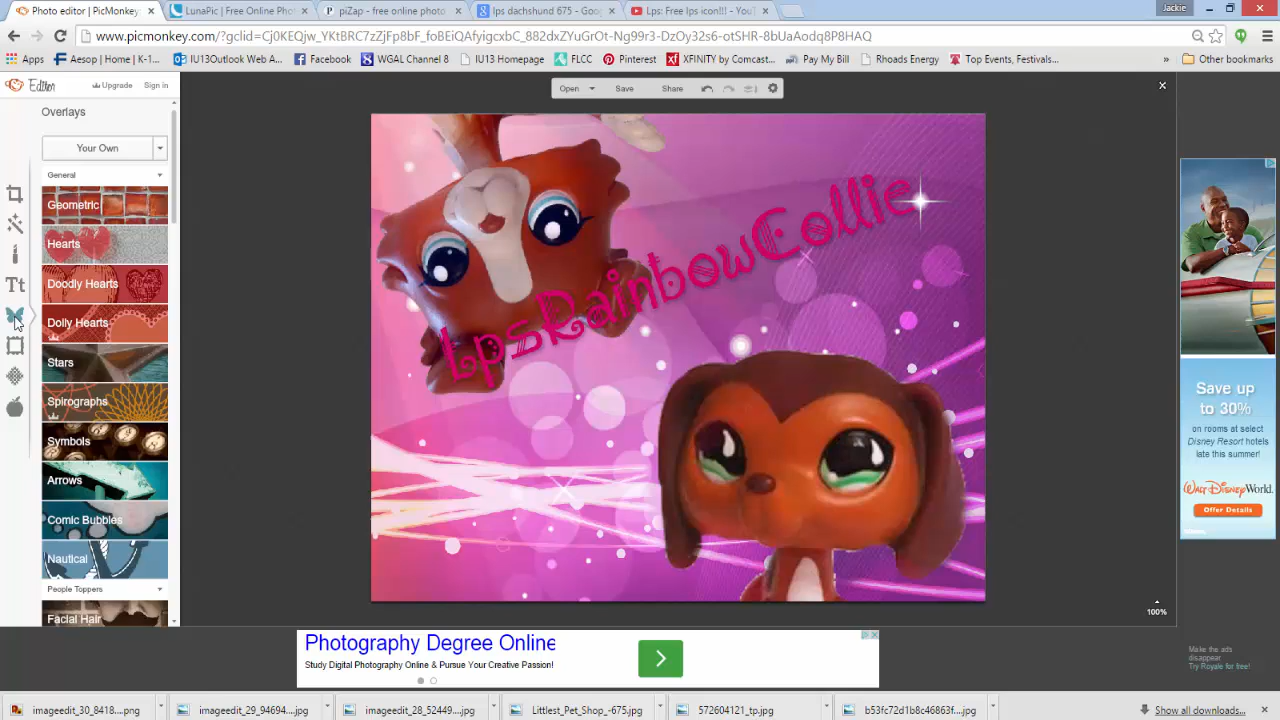 Photo editor: | PicMonkey
LunaPic | Free Online Phot
piZap - free online photo
lps dachshund 675 - Goog
Lps: Free lps icon!!! - You
Jackie
www.picmonkey.com/?gclid=Cj0KEQjw_YKtBRC7zZjFp8bF_foBEiQAfyigcxbC_882dxZYuGrOt-Ng99r3-DzOy32s6-otSHR-8bUaAodq8P8HAQ
Apps
Aesop | Home | K-1...
IU13Outlook Web A...
Facebook
WGAL Channel 8
IU13 Homepage
FLCC
Pinterest
XFINITY by Comcast...
Pay My Bill
Rhoads Energy
Top Events, Festivals...
»
Other bookmarks
Editor
Upgrade
Sign in
Open
Save
Share
Overlays
Your Own
General
Geometric
Hearts
Doodly Hearts
Doily Hearts
Stars
Spirographs
Symbols
Arrows
Comic Bubbles
Nautical
People Toppers
Facial Hair
Tt
LpsRainbowCollie
Save up
to 30%
on rooms at select
Disney Resort hotels
late this summer!
Walt Disney World.
Offer Details
100%
Photography Degree Online
Study Digital Photography Online & Pursue Your Creative Passion!
Make the ads
disappear
Try Royale for free!
imageedit_30_8418....png
imageedit_29_94694....jpg
imageedit_28_52449....jpg
Littlest_Pet_Shop_-675.jpg
572604121_tp.jpg
b53fc72d1b8c46863f....jpg
Show all downloads...